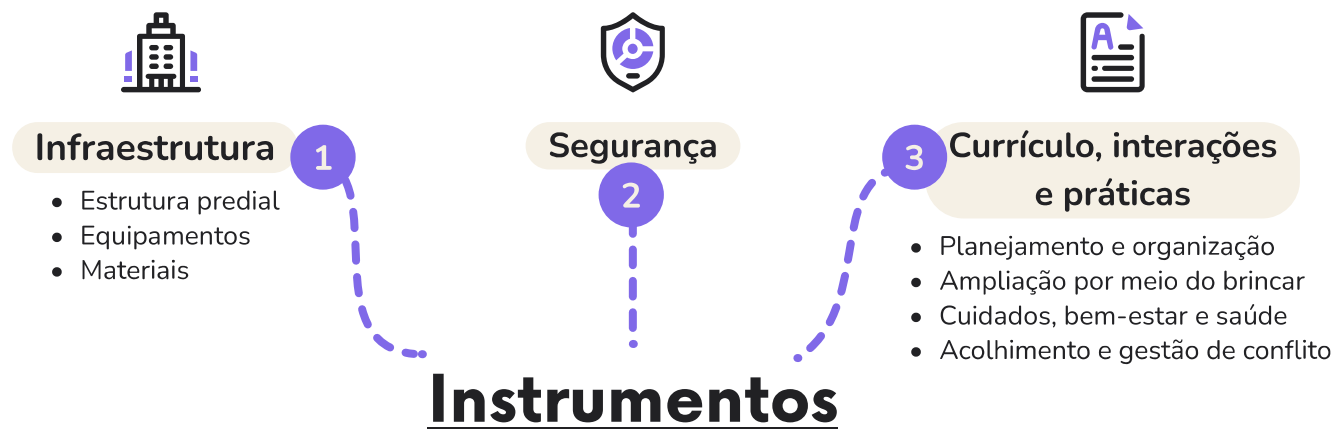 Infraestrutura
1
• Estrutura predial
• Equipamentos
• Materiais
Segurança
2
3
Currículo, interações
e práticas
• Planejamento e organização
• Ampliação por meio do brincar
• Cuidados, bem-estar e saúde
• Acolhimento e gestão de conflito
Instrumentos